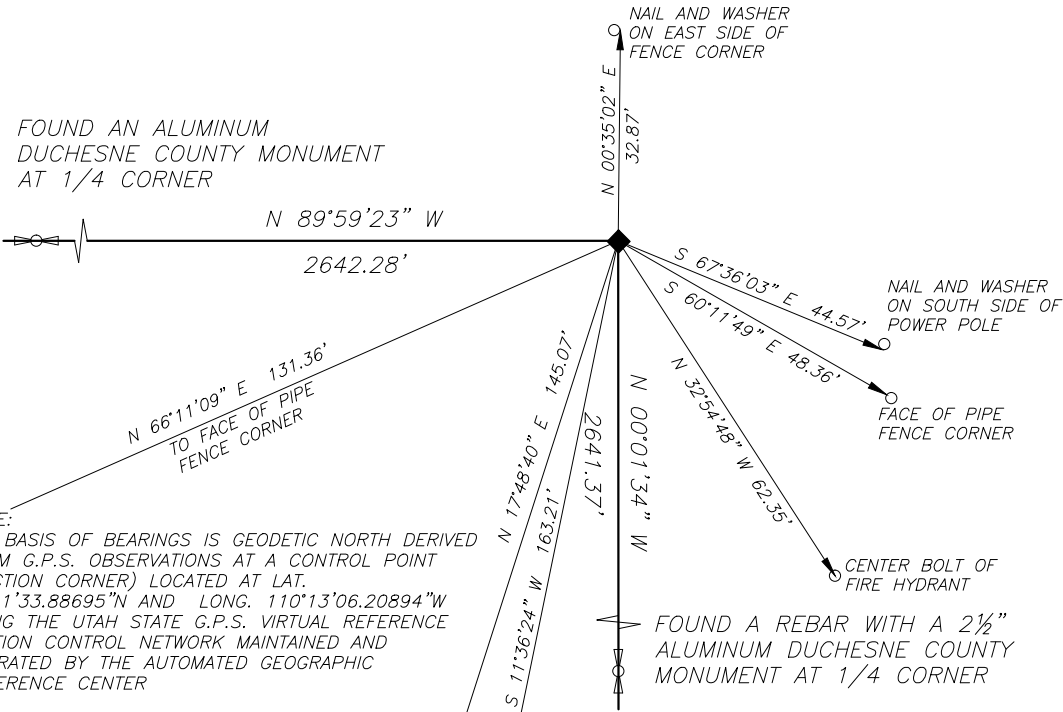 NAIL AND WASHER
ON EAST SIDE OF
FENCE CORNER
N 00°35'02" E
32.87'
FOUND AN ALUMINUM
DUCHESNE COUNTY MONUMENT
AT 1/4 CORNER
N 89°59'23" W
2642.28'
S 67°36'03" E 44.57'
NAIL AND WASHER
ON SOUTH SIDE OF
POWER POLE
S 60°11'49" E 48.36'
FACE OF PIPE
FENCE CORNER
N 66°11'09" E 131.36'
TO FACE OF PIPE
FENCE CORNER
N 17°48'40" E 145.07'
S 11°36'24" W 163.21'
2641.37'
N 00°01'34" W
N 32°54'48" W 62.35'
CENTER BOLT OF
FIRE HYDRANT
E:
BASIS OF BEARINGS IS GEODETIC NORTH DERIVED
M G.P.S. OBSERVATIONS AT A CONTROL POINT
CTION CORNER) LOCATED AT LAT.
1'33.88695"N AND LONG. 110°13'06.20894"W
NG THE UTAH STATE G.P.S. VIRTUAL REFERENCE
TION CONTROL NETWORK MAINTAINED AND
RATED BY THE AUTOMATED GEOGRAPHIC
ERENCE CENTER
FOUND A REBAR WITH A 2½"
ALUMINUM DUCHESNE COUNTY
MONUMENT AT 1/4 CORNER